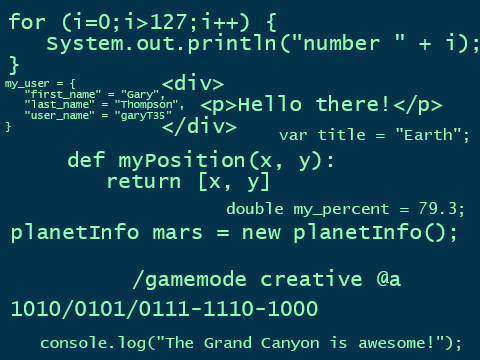 for (i=0;i>127;i++) {
System.out.println("number " + i);
}
my_user = {
"first_name" = "Gary",
"last_name" = "Thompson",
"user_name" = "garyT35"
}
<div>
<p>Hello there!</p>
</div>
var title = "Earth";
def myPosition(x, y):
return [x, y]
double my_percent = 79.3;
planetInfo mars = new planetInfo();
/gamemode creative @a
1010/0101/0111-1110-1000
console.log("The Grand Canyon is awesome!");